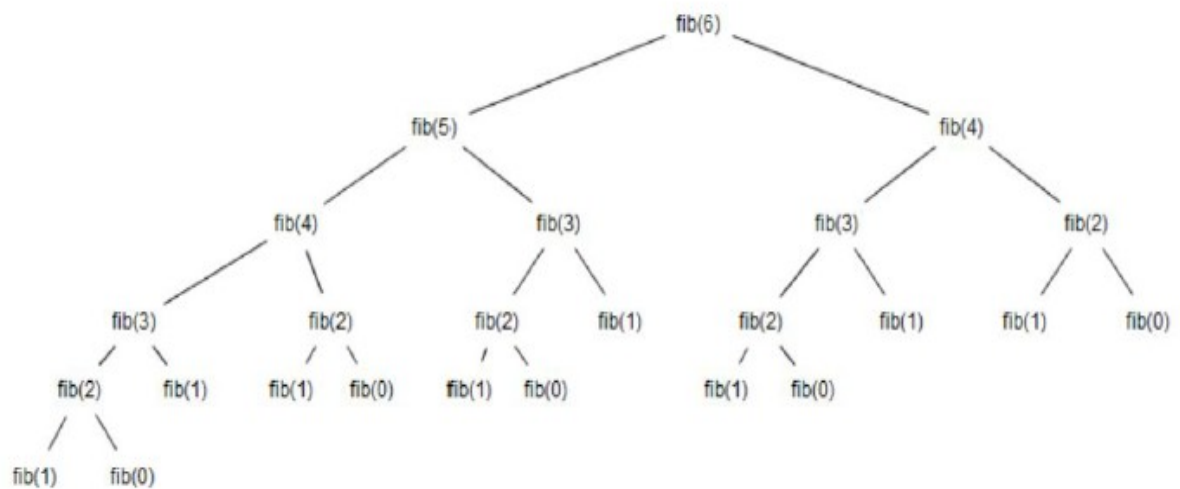 fib(6)
fib(5) fib(4)
fib(4) fib(3) fib(3) fib(2)
fib(3) fib(2) fib(2) fib(1) fib(2) fib(1) fib(1) fib(0)
fib(2) fib(1) fib(1) fib(0) fib(1) fib(0) fib(1) fib(0)
fib(1) fib(0)